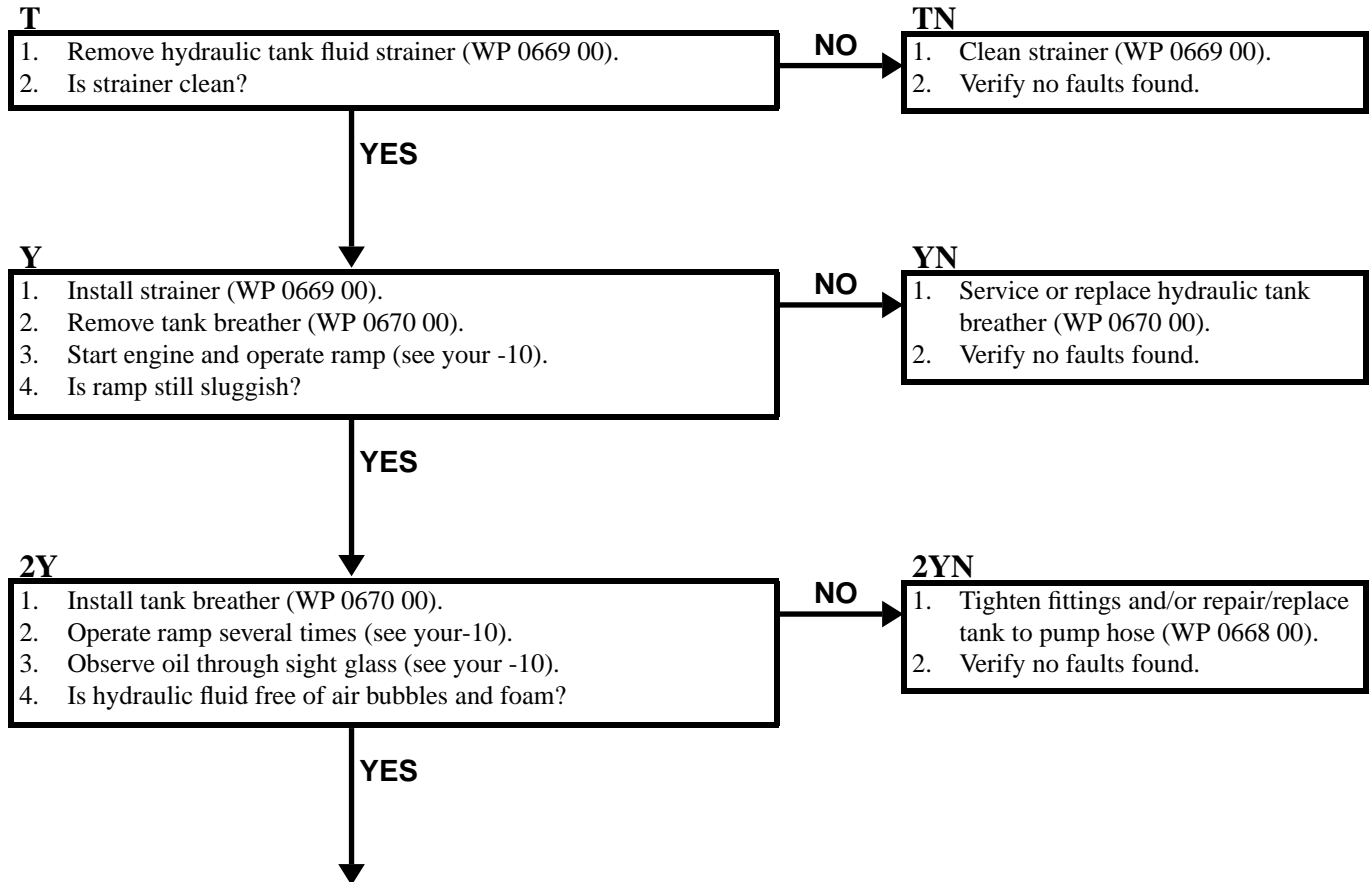 T
1. Remove hydraulic tank fluid strainer (WP 0669 00).
2. Is strainer clean?
NO
TN
1. Clean strainer (WP 0669 00).
2. Verify no faults found.
YES
Y
1. Install strainer (WP 0669 00).
2. Remove tank breather (WP 0670 00).
3. Start engine and operate ramp (see your -10).
4. Is ramp still sluggish?
NO
YN
1. Service or replace hydraulic tank
breather (WP 0670 00).
2. Verify no faults found.
YES
2Y
1. Install tank breather (WP 0670 00).
2. Operate ramp several times (see your-10).
3. Observe oil through sight glass (see your -10).
4. Is hydraulic fluid free of air bubbles and foam?
NO
2YN
1. Tighten fittings and/or repair/replace
tank to pump hose (WP 0668 00).
2. Verify no faults found.
YES